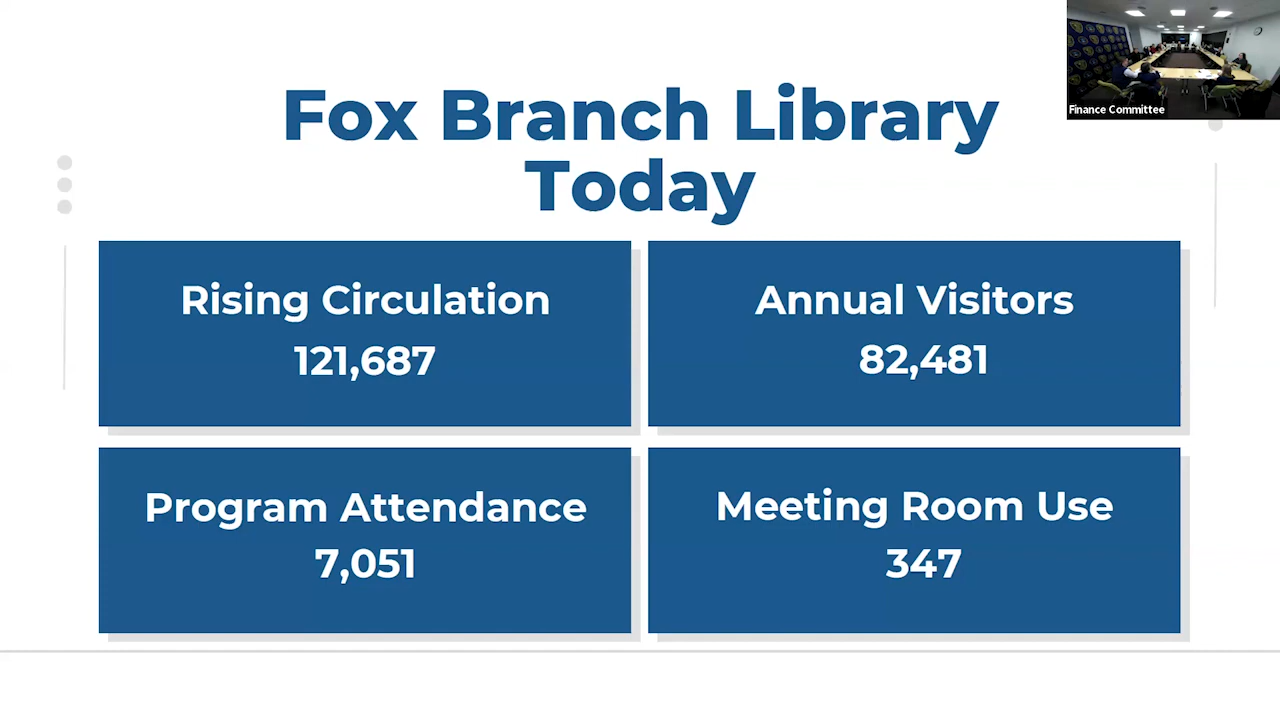 Fox Branch Library
Today
Finance Committee
Rising Circulation
121,687
Annual Visitors
82,481
Program Attendance
7,051
Meeting Room Use
347